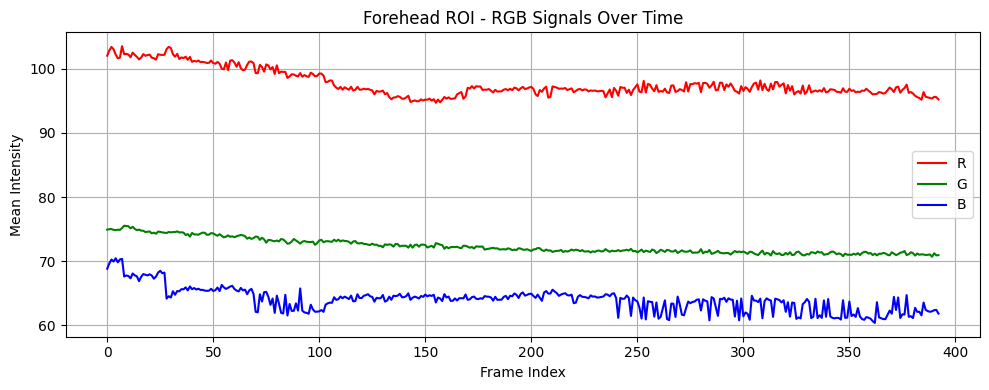 Forehead ROI - RGB Signals Over Time
Mean Intensity
100
90
80
70
60
R
G
B
0 50 100 150 200 250 300 350 400
Frame Index